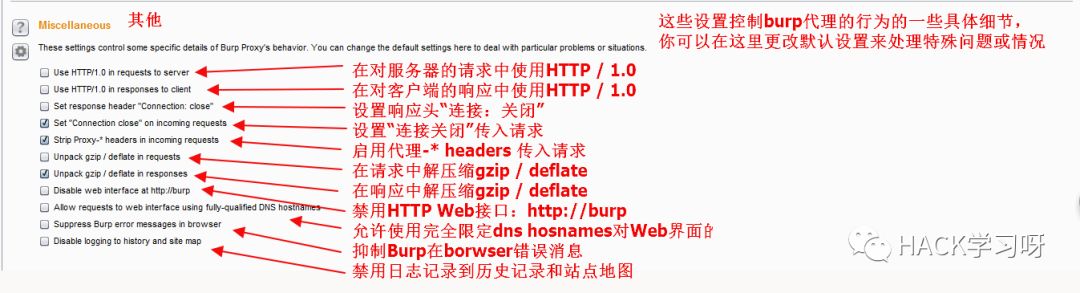 Miscellaneous 其他
这些设置控制burp代理的行为的一些具体细节,
你可以在这里更改默认设置来处理特殊问题或情况
These settings control some specific details of Burp Proxy's behavior. You can change the default settings here to deal with particular problems or situations.
Use HTTP/1.0 in requests to server 在对服务器的请求中使用HTTP / 1.0
Use HTTP/1.0 in responses to client 在对客户端的响应中使用HTTP / 1.0
Set response header "Connection: close" 设置响应头“连接：关闭”
Set "Connection close" on incoming requests 设置“连接关闭”传入请求
Strip Proxy-* headers in incoming requests 启用代理-* headers 传入请求
Unpack gzip / deflate in requests 在请求中解压缩gzip / deflate
Unpack gzip / deflate in responses 在响应中解压缩gzip / deflate
Disable web interface at http://burp 禁用HTTP Web接口：http://burp
Allow requests to web interface using fully-qualified DNS hostnames 允许使用完全限定dns hosnames对Web界面的
Suppress Burp error messages in browser 抑制Burp在borwser错误消息
Disable logging to history and site map 禁用日志记录到历史记录和站点地图
HACK学习呀